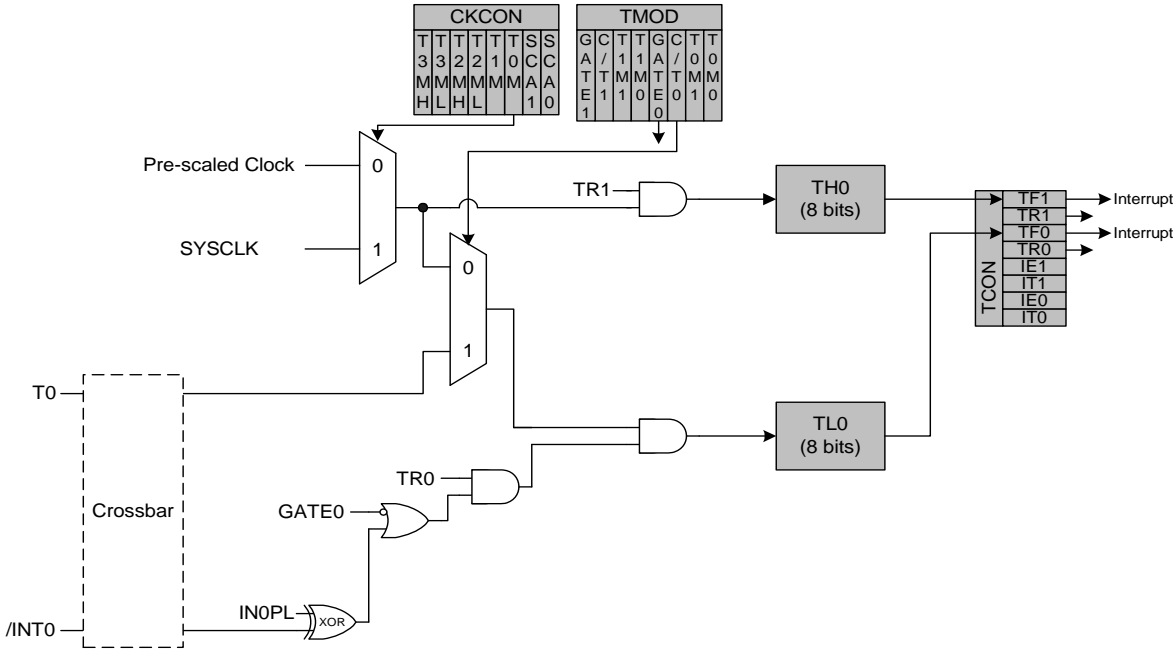 CKCON
T3MH
T3ML
T2MH
T2ML
T1M
T0M
SCA1
SCA0
TMOD
GATE1
C/T1
T1M1
T1M0
GATE0
C/T0
T0M1
T0M0
Pre-scaled Clock
0
SYSCLK
1
TR1
TH0
(8 bits)
TCON
TF1
TR1
TF0
TR0
IE1
IT1
IE0
IT0
Interrupt
Interrupt
0
1
T0
Crossbar
TL0
(8 bits)
TR0
GATE0
IN0PL
XOR
/INT0